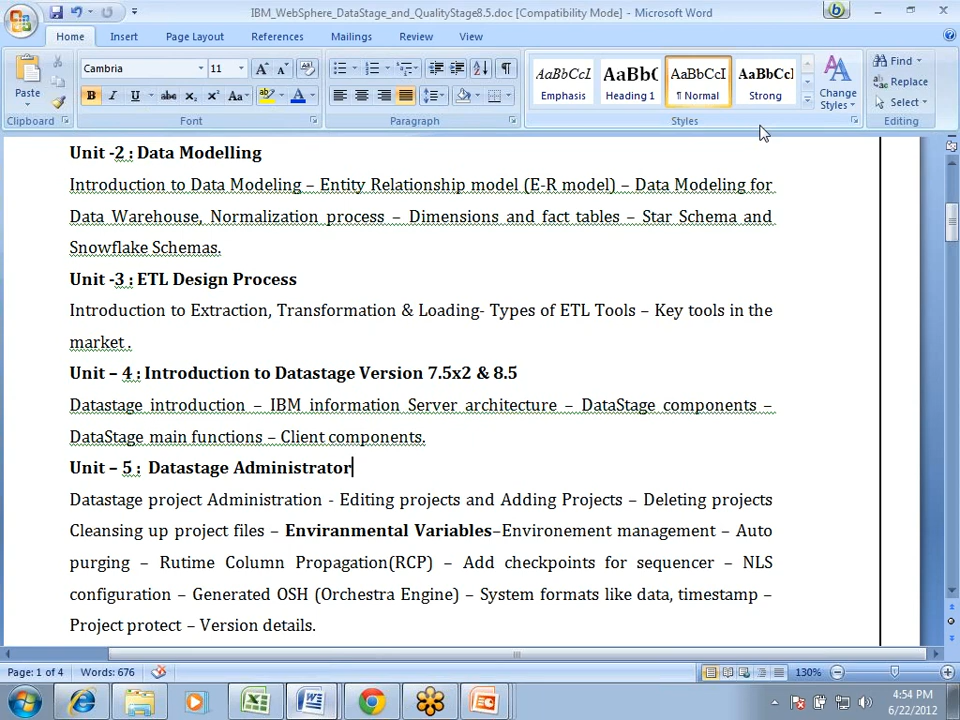 IBM_WebSphere_DataStage_and_QualityStage8.5.doc [Compatibility Mode] - Microsoft Word
Home Insert Page Layout References Mailings Review View
Paste
Cambria 11
B I U abc X₂ X² Aa
AaBbCcI AaBbC AaBbCcI AaBbCcl
Emphasis Heading 1 ¶ Normal Strong
Change Styles
Find
Replace
Select
Clipboard Font Paragraph Styles Editing
Unit -2 : Data Modelling
Introduction to Data Modeling – Entity Relationship model (E-R model) – Data Modeling for
Data Warehouse, Normalization process – Dimensions and fact tables – Star Schema and
Snowflake Schemas.
Unit -3 : ETL Design Process
Introduction to Extraction, Transformation & Loading- Types of ETL Tools – Key tools in the
market .
Unit – 4 : Introduction to Datastage Version 7.5x2 & 8.5
Datastage introduction – IBM information Server architecture – DataStage components –
DataStage main functions – Client components.
Unit – 5 : Datastage Administrator
Datastage project Administration - Editing projects and Adding Projects – Deleting projects
Cleansing up project files – Enviranmental Variables–Environement management – Auto
purging – Rutime Column Propagation(RCP) – Add checkpoints for sequencer – NLS
configuration – Generated OSH (Orchestra Engine) – System formats like data, timestamp –
Project protect – Version details.
Page: 1 of 4 Words: 676 130%
4:54 PM
6/22/2012